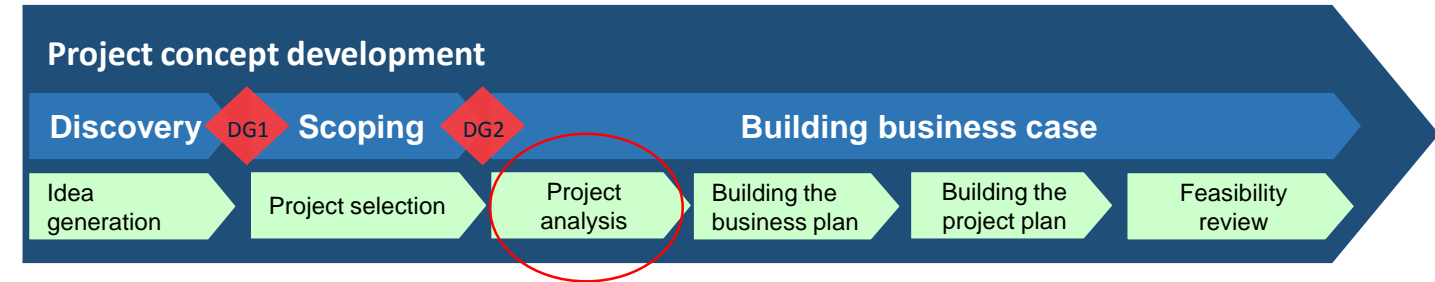 Project concept development
Discovery
DG1
Scoping
DG2
Building business case
Idea
generation
Project selection
Project
analysis
Building the
business plan
Building the
project plan
Feasibility
review